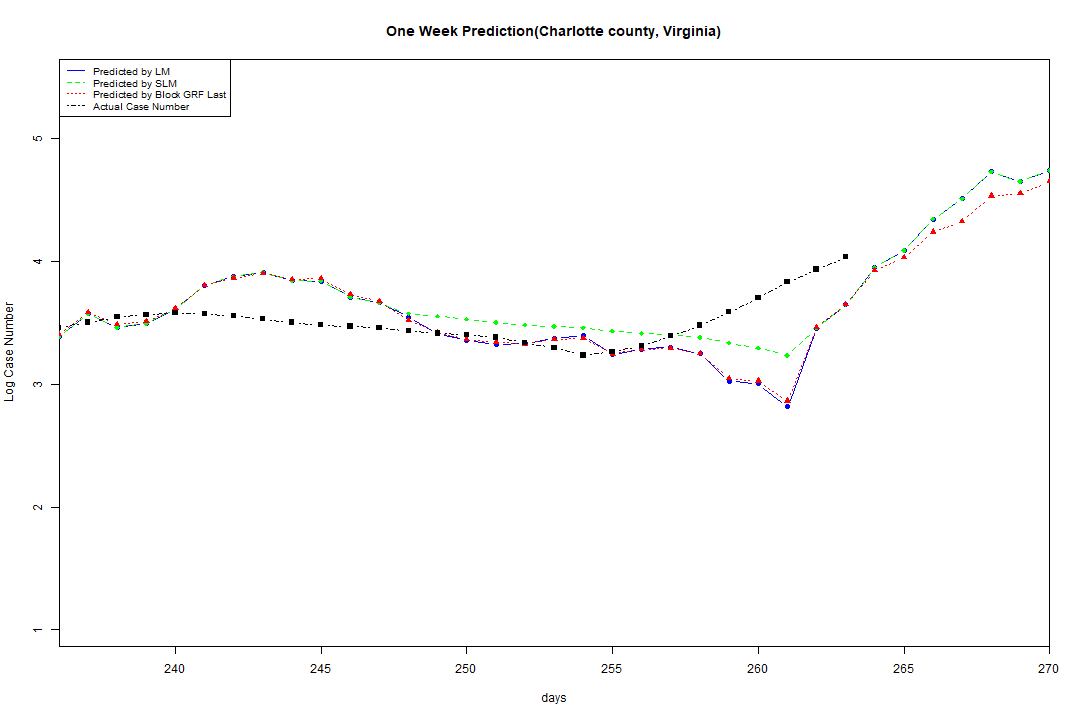 One Week Prediction(Charlotte county, Virginia)
Predicted by LM
Predicted by SLM
Predicted by Block GRF Last
Actual Case Number
5
4
3
2
1
Log Case Number
240 245 250 255 260 265 270
days